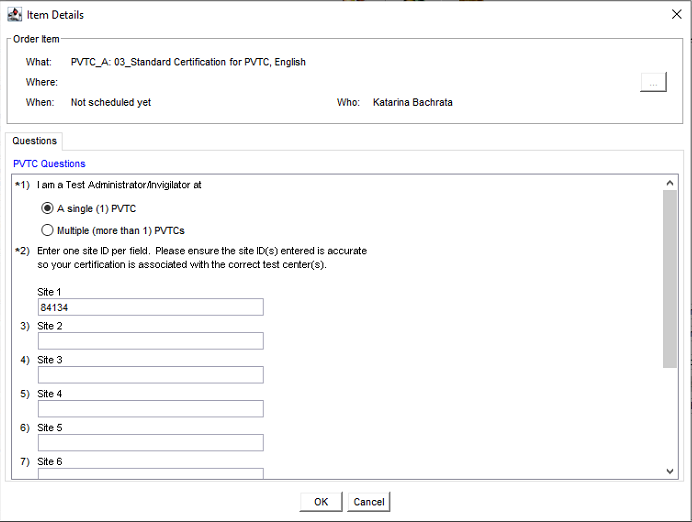 Item Details
Order Item
What: PVTC_A: 03_Standard Certification for PVTC, English
Where:
...
When: Not scheduled yet Who: Katarina Bachrata
Questions
PVTC Questions
*1) I am a Test Administrator/Invigilator at
A single (1) PVTC
Multiple (more than 1) PVTCs
*2) Enter one site ID per field. Please ensure the site ID(s) entered is accurate
so your certification is associated with the correct test center(s).
Site 1
84134
3) Site 2
4) Site 3
5) Site 4
6) Site 5
7) Site 6
OK Cancel